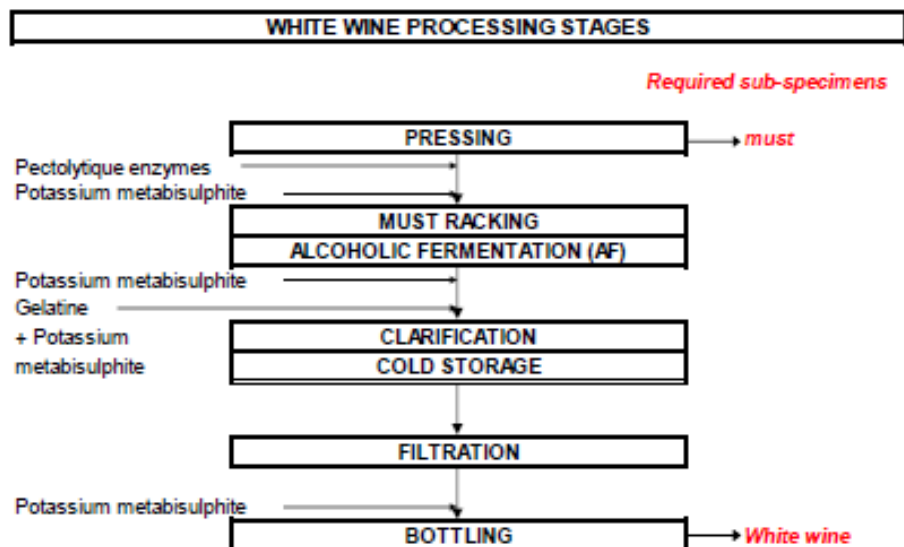 WHITE WINE PROCESSING STAGES
Required sub-specimens
PRESSING
must
Pectolytique enzymes
Potassium metabisulphite
MUST RACKING
ALCOHOLIC FERMENTATION (AF)
Potassium metabisulphite
Gelatine
+ Potassium
metabisulphite
CLARIFICATION
COLD STORAGE
FILTRATION
Potassium metabisulphite
BOTTLING
White wine